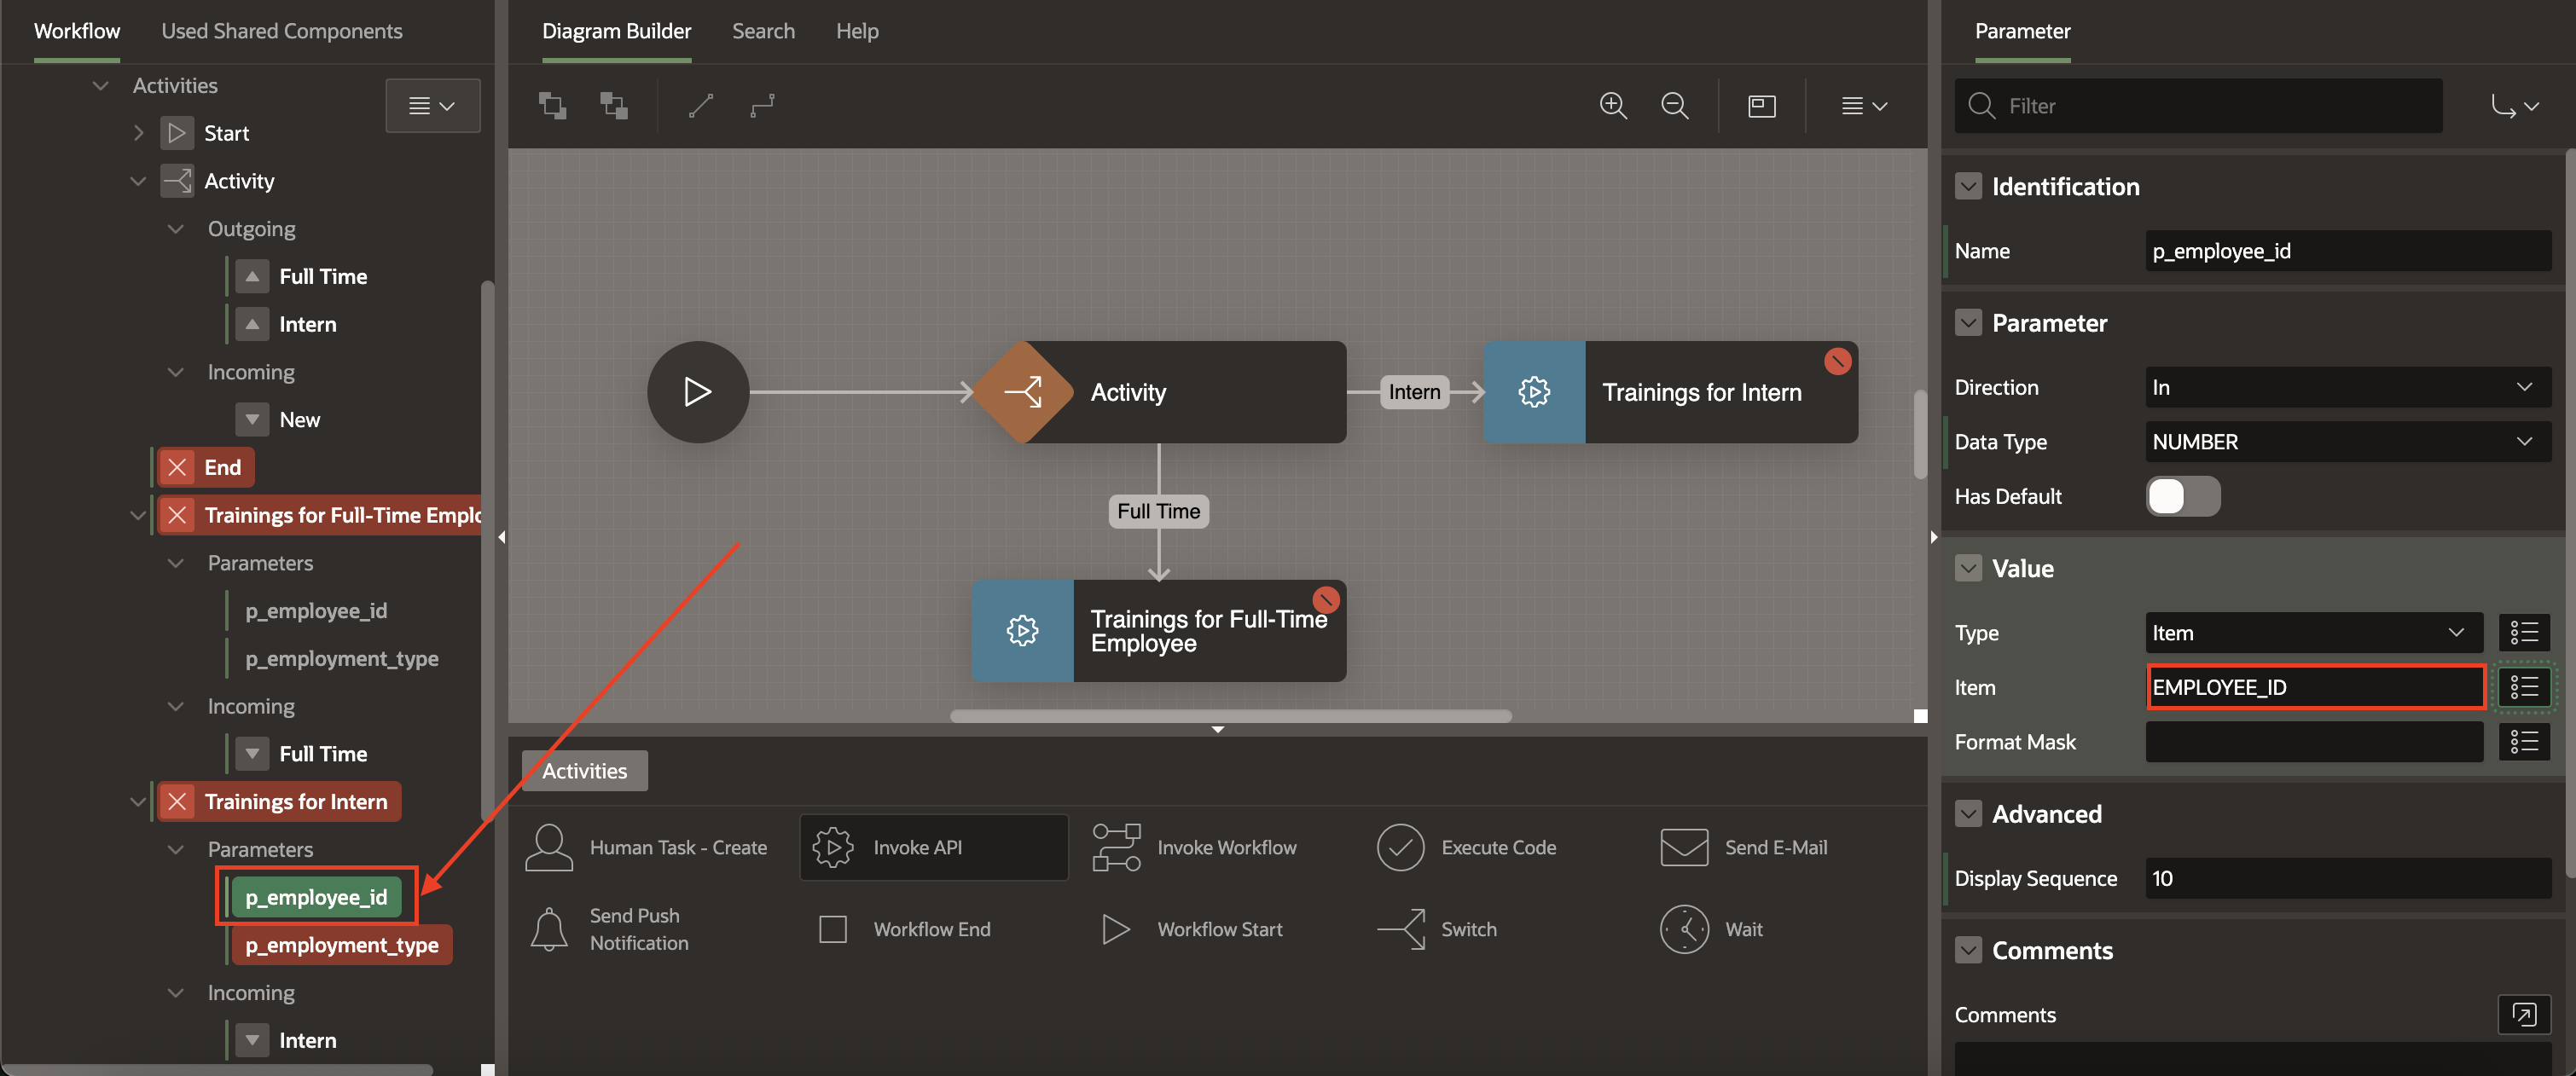 Workflow
Used Shared Components
Activities
Start
Activity
Outgoing
Full Time
Intern
Incoming
New
End
Trainings for Full-Time Emplo
Parameters
p_employee_id
p_employment_type
Incoming
Full Time
Trainings for Intern
Parameters
p_employee_id
p_employment_type
Incoming
Intern
Diagram Builder
Search
Help
Activity
Intern
Trainings for Intern
Full Time
Trainings for Full-Time
Employee
Activities
Human Task - Create
Invoke API
Invoke Workflow
Execute Code
Send E-Mail
Send Push
Notification
Workflow End
Workflow Start
Switch
Wait
Parameter
Filter
Identification
Name
p_employee_id
Parameter
Direction
In
Data Type
NUMBER
Has Default
Value
Type
Item
Item
EMPLOYEE_ID
Format Mask
Advanced
Display Sequence
10
Comments
Comments